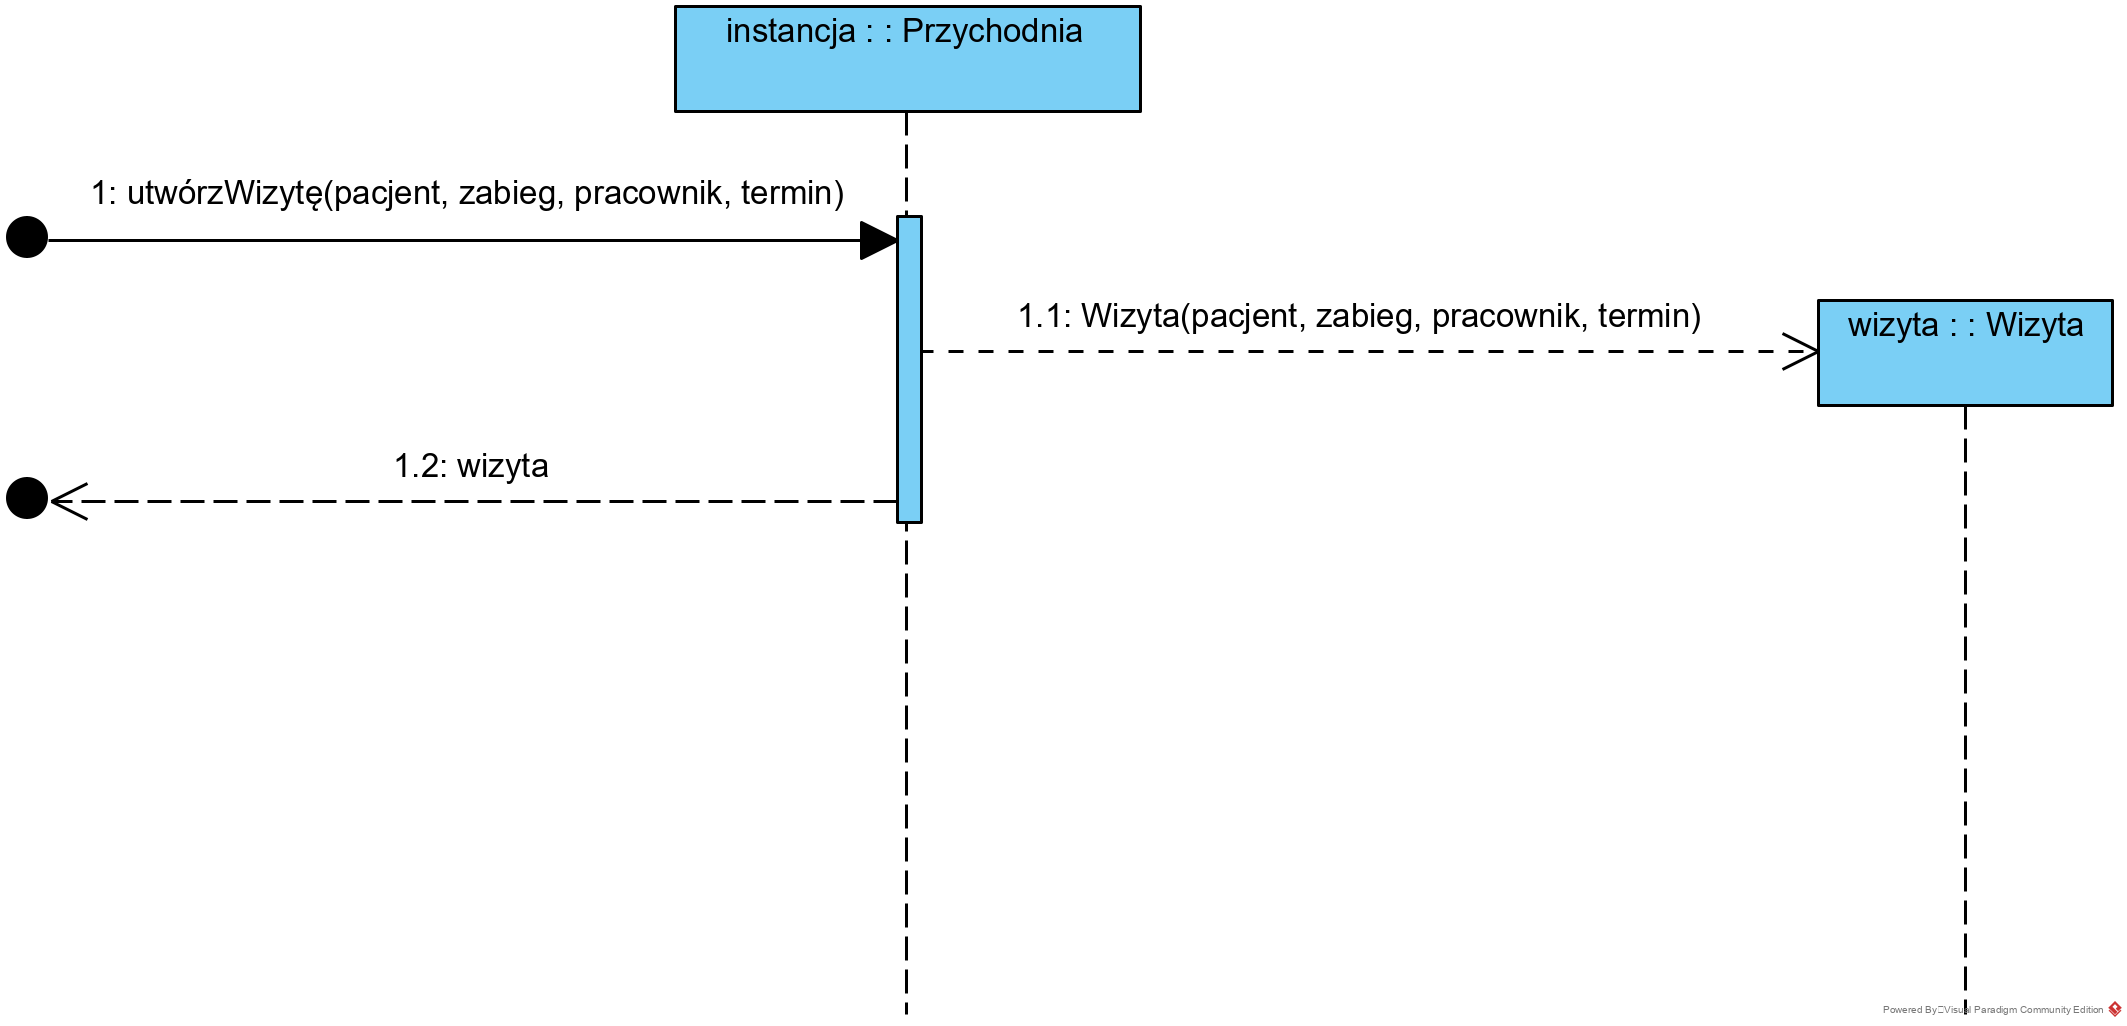 instancja : : Przychodnia
1: utwórzWizytę(pacjent, zabieg, pracownik, termin)
1.1: Wizyta(pacjent, zabieg, pracownik, termin)
wizyta : : Wizyta
1.2: wizyta
Powered By Visual Paradigm Community Edition